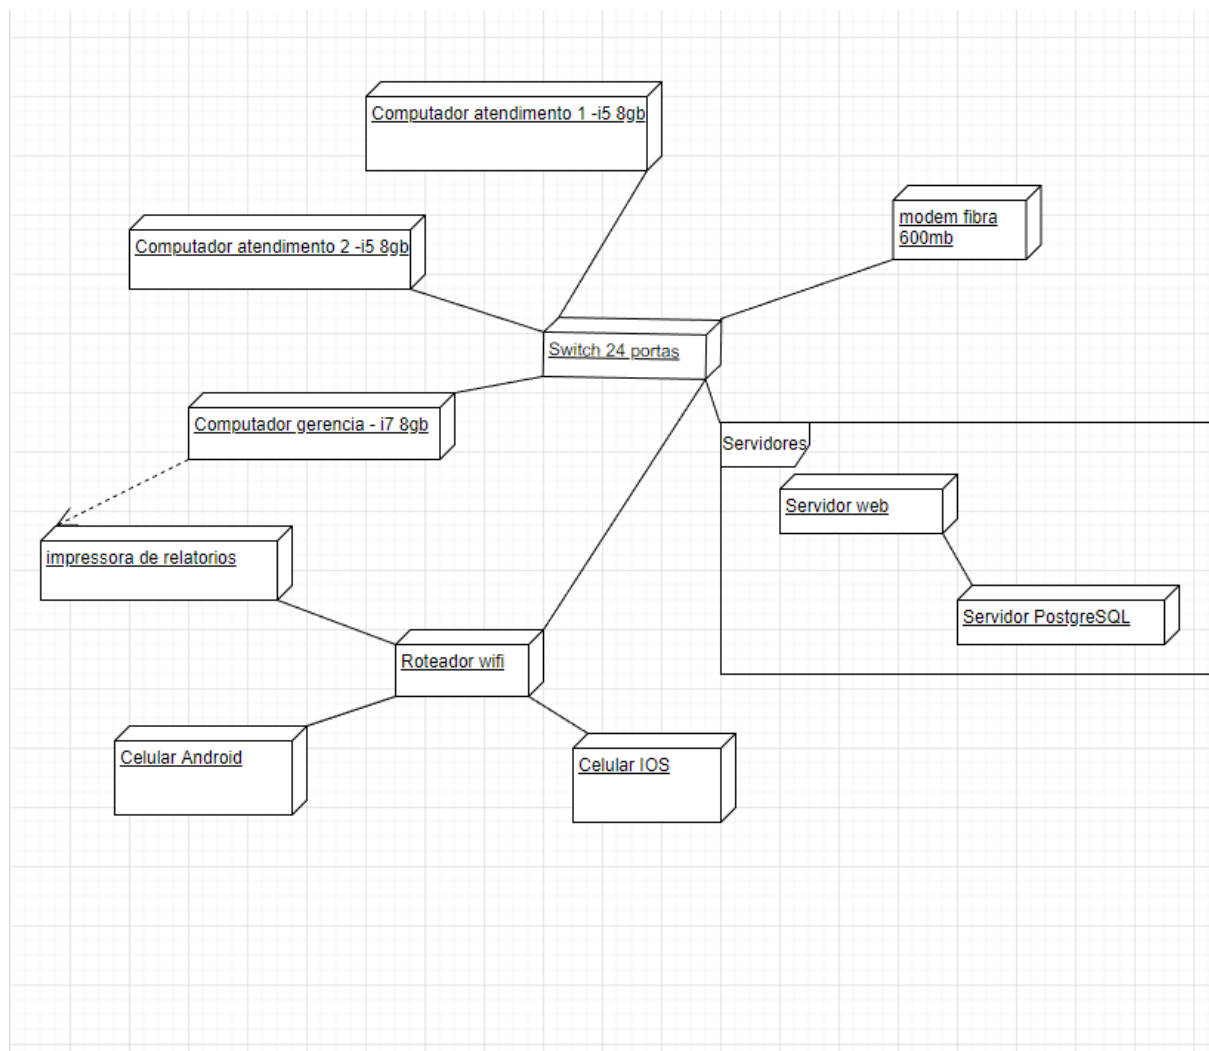 Computador atendimento 1 -i5 8gb
modem fibra
600mb
Computador atendimento 2 -i5 8gb
Switch 24 portas
Computador gerencia - i7 8gb
Servidores
Servidor web
impressora de relatorios
Servidor PostgreSQL
Roteador wifi
Celular Android
Celular IOS